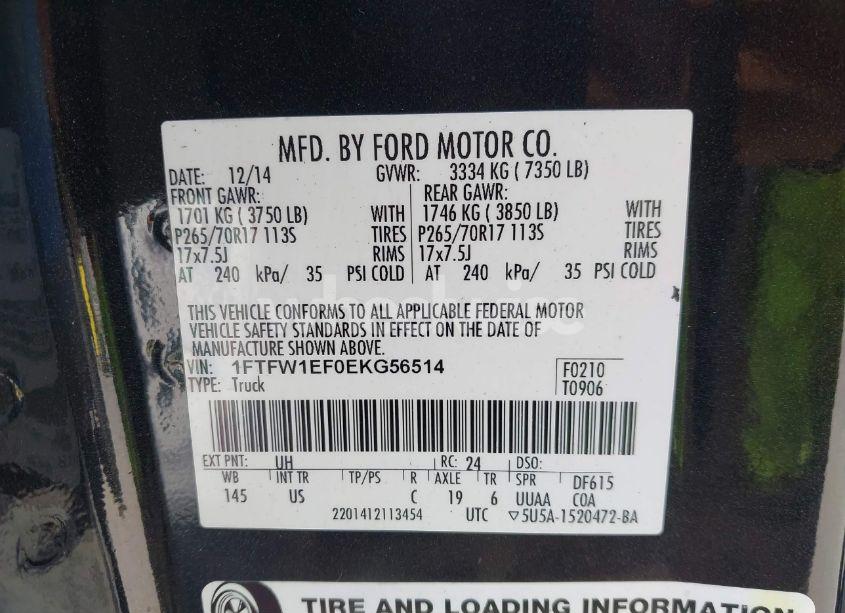 MFD. BY FORD MOTOR CO.
DATE: 12/14 GVWR: 3334 KG ( 7350 LB)
FRONT GAWR: REAR GAWR:
1701 KG ( 3750 LB) WITH 1746 KG ( 3850 LB) WITH
P265/70R17 113S TIRES P265/70R17 113S TIRES
17x7.5J RIMS 17x7.5J RIMS
AT 240 kPa/ 35 PSI COLD AT 240 kPa/ 35 PSI COLD
THIS VEHICLE CONFORMS TO ALL APPLICABLE FEDERAL MOTOR
VEHICLE SAFETY STANDARDS IN EFFECT ON THE DATE OF
MANUFACTURE SHOWN ABOVE.
VIN: 1FTFW1EF0EKG56514 F0210
TYPE: Truck T0906
EXT PNT: UH RC: 24 DSO:
WB INT TR TP/PS R AXLE TR SPR DF615
145 US C 19 6 UUAA COA
2201412113454 UTC ▽5U5A-1520472-BA
TIRE AND LOADING INFORMATION